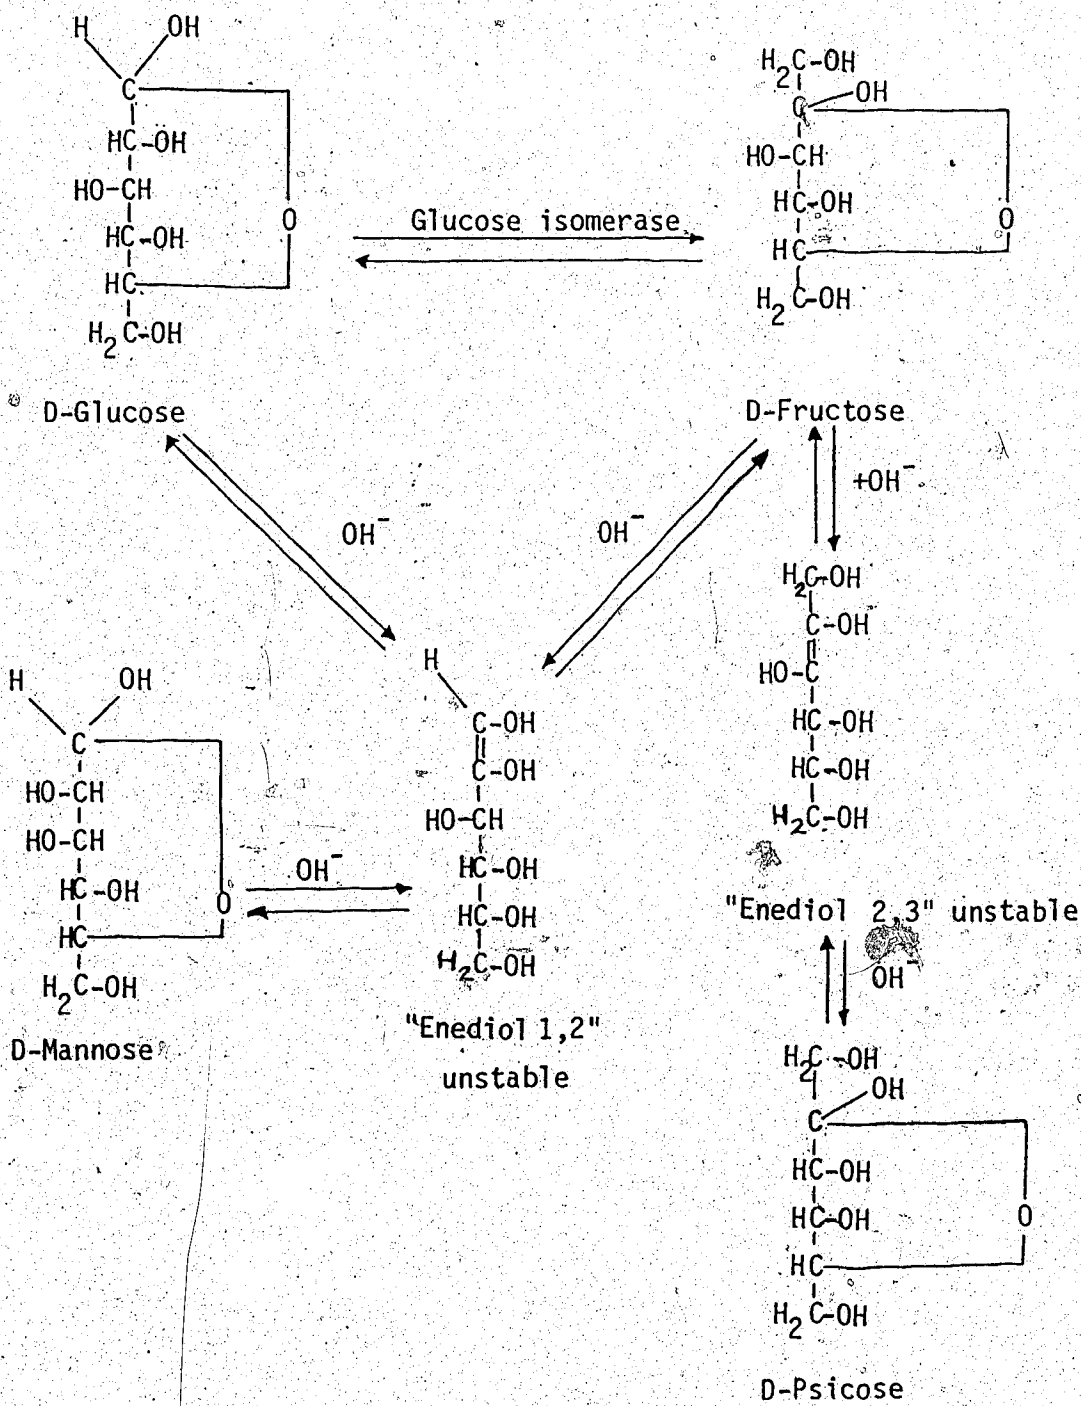 H OH
C
HC-OH
HO-CH
HC-OH
HC
H2C-OH
O
D-Glucose
Glucose isomerase
H2C-OH
C OH
HO-CH
HC-OH
HC
H2C-OH
O
D-Fructose
OH-
OH-
+OH-
H2C-OH
C-OH
HO-C
HC-OH
HC-OH
H2C-OH
"Enediol 2,3" unstable
H OH
C
HO-CH
HO-CH
HC-OH
HC
H2C-OH
O
D-Mannose
OH-
H
C-OH
C-OH
HO-CH
HC-OH
HC-OH
H2C-OH
"Enediol 1,2"
unstable
OH-
H2C-OH
OH
C
HC-OH
HC-OH
HC
H2C-OH
O
D-Psicose